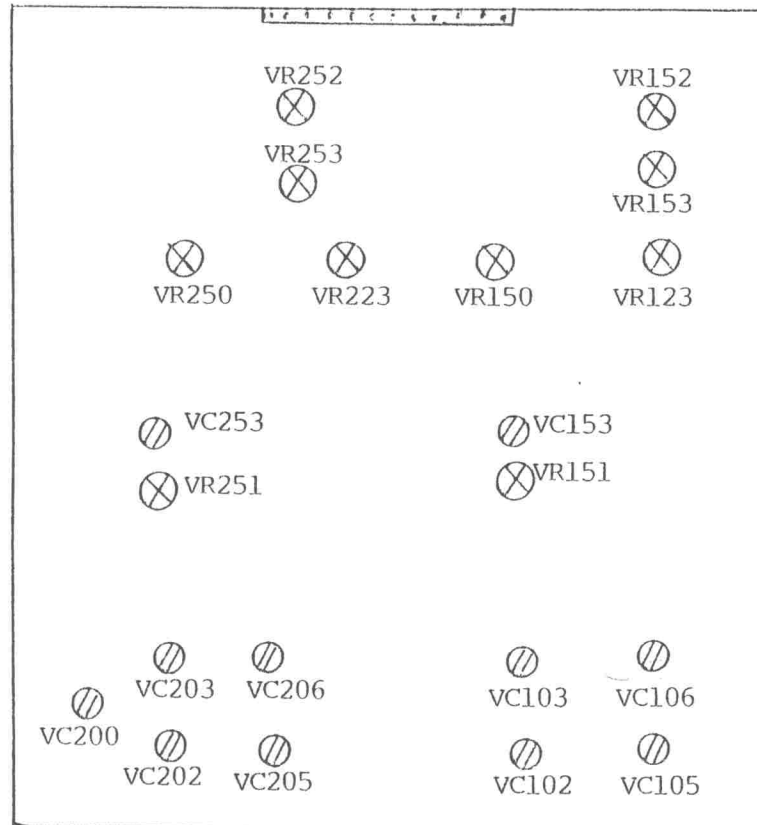 VR252 VR152
VR253
VR153
VR250 VR223 VR150 VR123
VC253 VC153
VR251 VR151
VC203 VC206 VC103 VC106
VC200
VC202 VC205 VC102 VC105